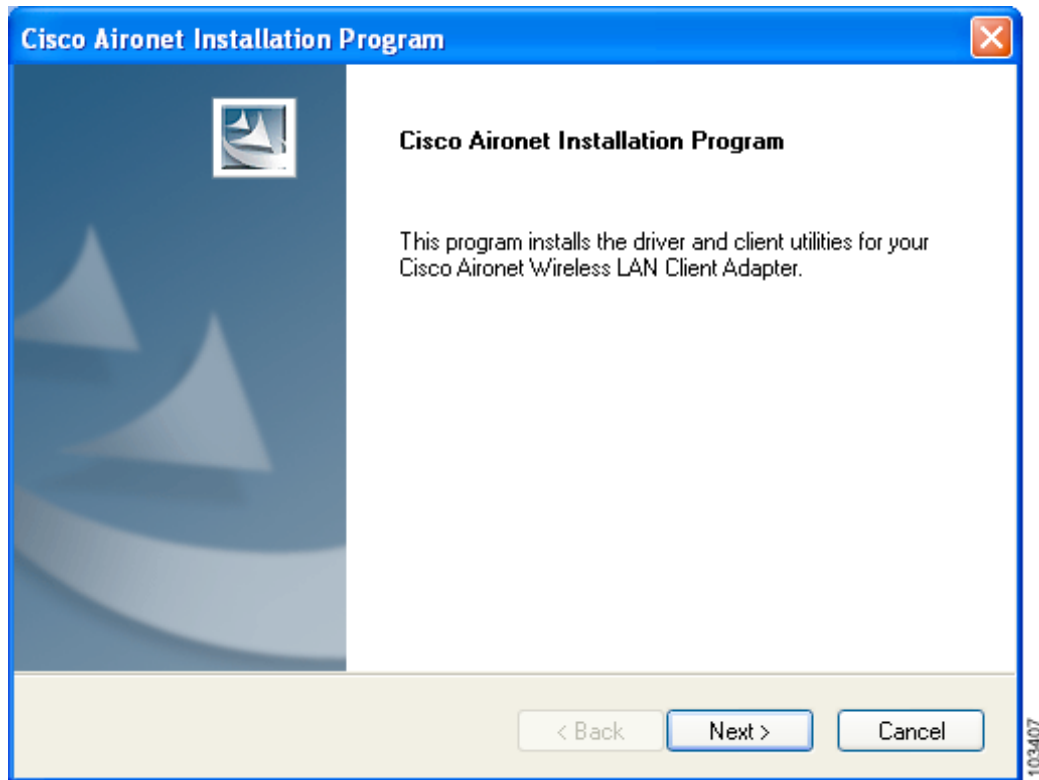 Cisco Aironet Installation Program
Cisco Aironet Installation Program
This program installs the driver and client utilities for your
Cisco Aironet Wireless LAN Client Adapter.
< Back
Next >
Cancel
103407